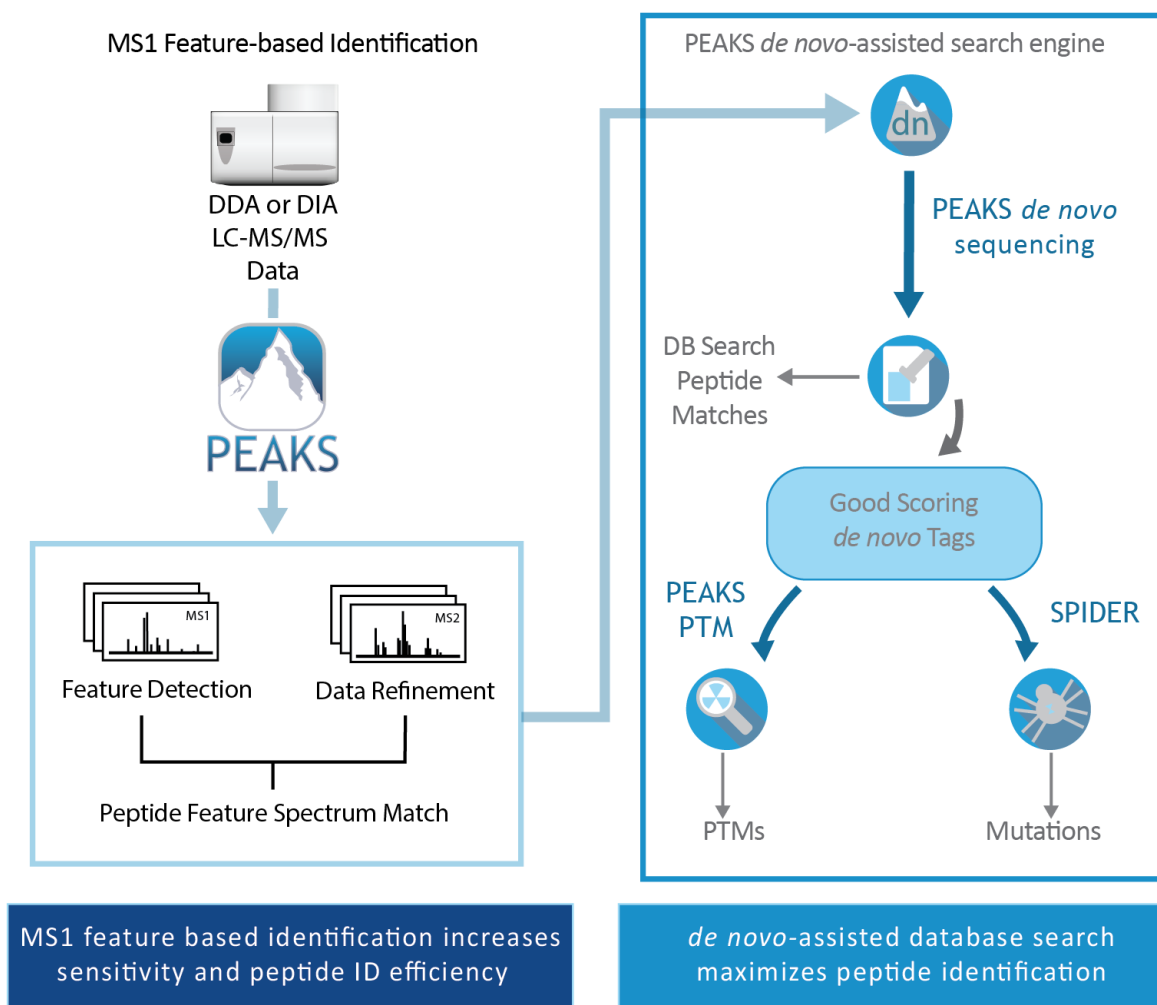 MS1 Feature-based Identification
DDA or DIA
LC-MS/MS
Data
PEAKS
MS1
MS2
Feature Detection
Data Refinement
Peptide Feature Spectrum Match
MS1 feature based identification increases
sensitivity and peptide ID efficiency
PEAKS de novo-assisted search engine
dn
PEAKS de novo
sequencing
DB Search
Peptide
Matches
Good Scoring
de novo Tags
PEAKS
PTM
SPIDER
PTMs
Mutations
de novo-assisted database search
maximizes peptide identification